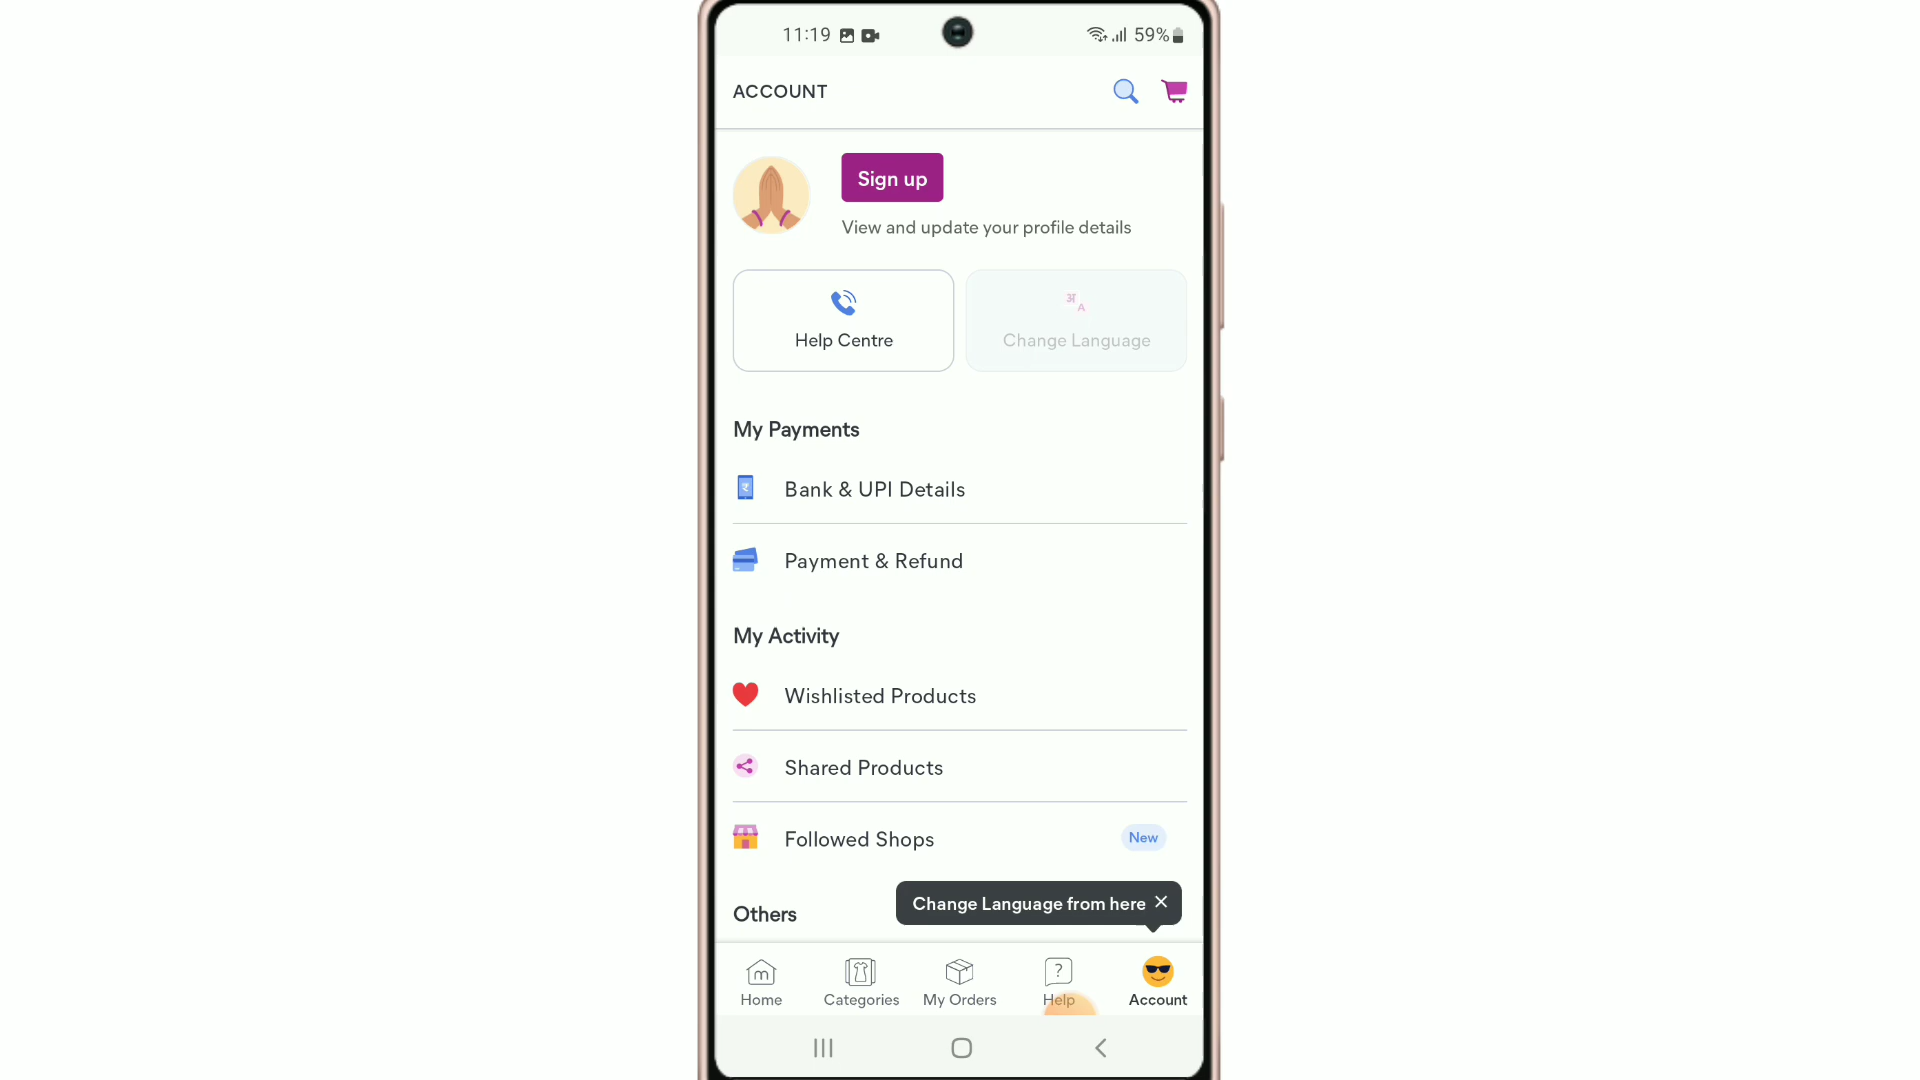 11:19
59%
ACCOUNT
Sign up
View and update your profile details
अ
A
Help Centre
Change Language
My Payments
₹
Bank & UPI Details
Payment & Refund
My Activity
Wishlisted Products
Shared Products
Followed Shops
New
Change Language from here
Others
m
?
Home
Categories
My Orders
Help
Account